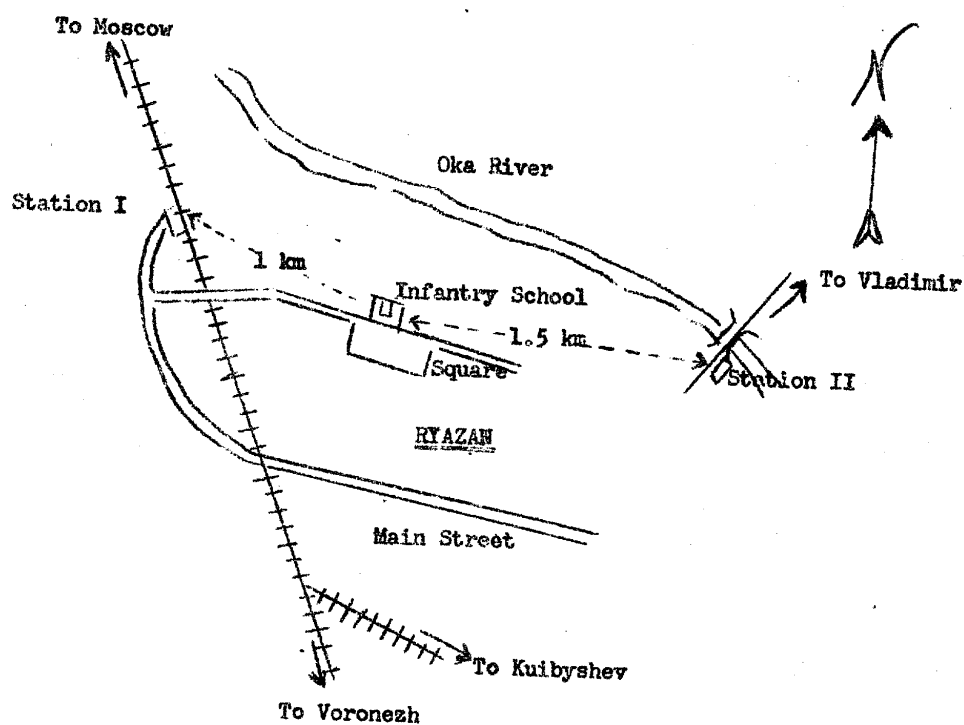 To Moscow
N
Oka River
Station I
1 km
To Vladimir
Infantry School
1.5 km
Square
Station II
RYAZAN
Main Street
To Kuibyshev
To Voronezh